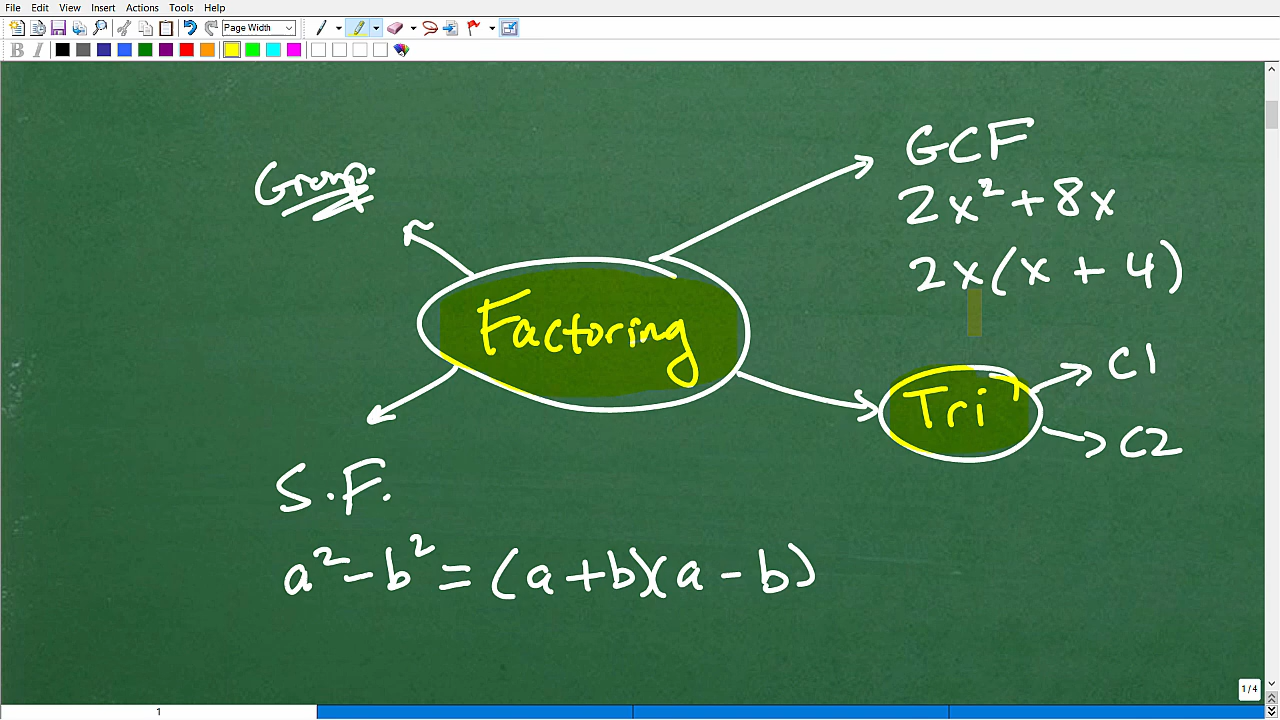 File Edit View Insert Actions Tools Help
Page Width
B I
Group.
GCF
2x² + 8x
2x(x + 4)
Factoring
Tri
C1
C2
S.F.
a² - b² = (a + b)(a - b)
1 / 4
1